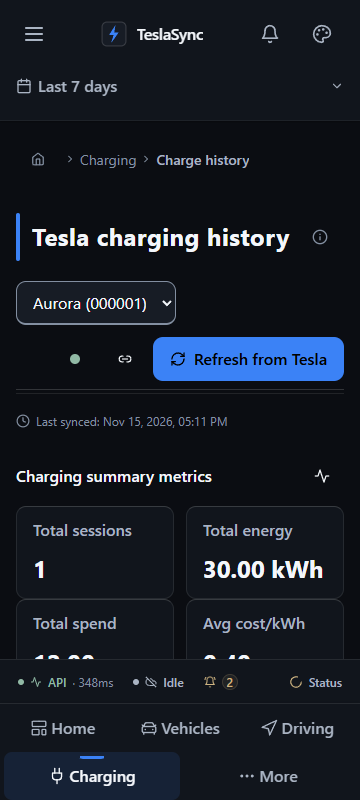 TeslaSync
Last 7 days
Charging Charge history
Tesla charging history
Aurora (000001)
Refresh from Tesla
Last synced: Nov 15, 2026, 05:11 PM
Charging summary metrics
Total sessions
1
Total energy
30.00 kWh
Total spend
Avg cost/kWh
API · 348ms Idle 2 Status
Home Vehicles Driving
Charging ··· More